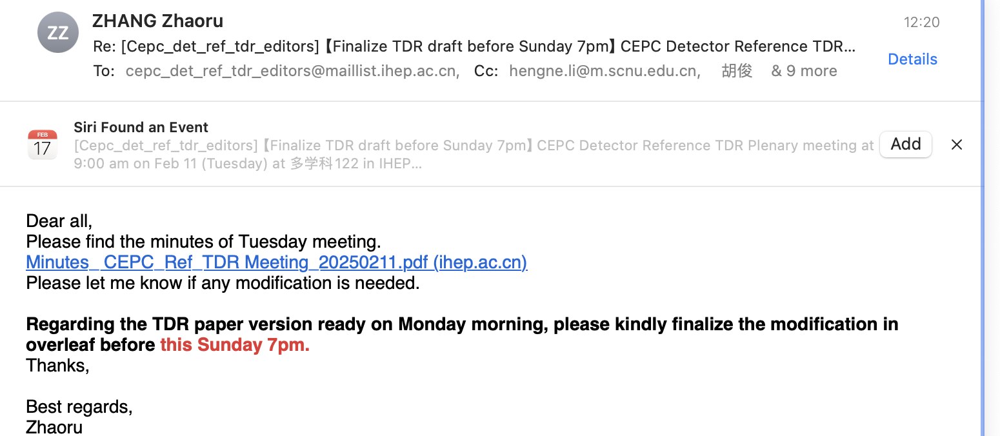 ZZ
ZHANG Zhaoru
12:20
Re: [Cepc_det_ref_tdr_editors]【Finalize TDR draft before Sunday 7pm】CEPC Detector Reference TDR...
Details
To: cepc_det_ref_tdr_editors@maillist.ihep.ac.cn, Cc: hengne.li@m.scnu.edu.cn, 胡俊 & 9 more
FEB
17
Siri Found an Event
[Cepc_det_ref_tdr_editors]【Finalize TDR draft before Sunday 7pm】CEPC Detector Reference TDR Plenary meeting at
9:00 am on Feb 11 (Tuesday) at 多学科122 in IHEP...
Add
Dear all,
Please find the minutes of Tuesday meeting.
Minutes_ CEPC_Ref_TDR Meeting_20250211.pdf (ihep.ac.cn)
Please let me know if any modification is needed.
Regarding the TDR paper version ready on Monday morning, please kindly finalize the modification in
overleaf before this Sunday 7pm.
Thanks,
Best regards,
Zhaoru